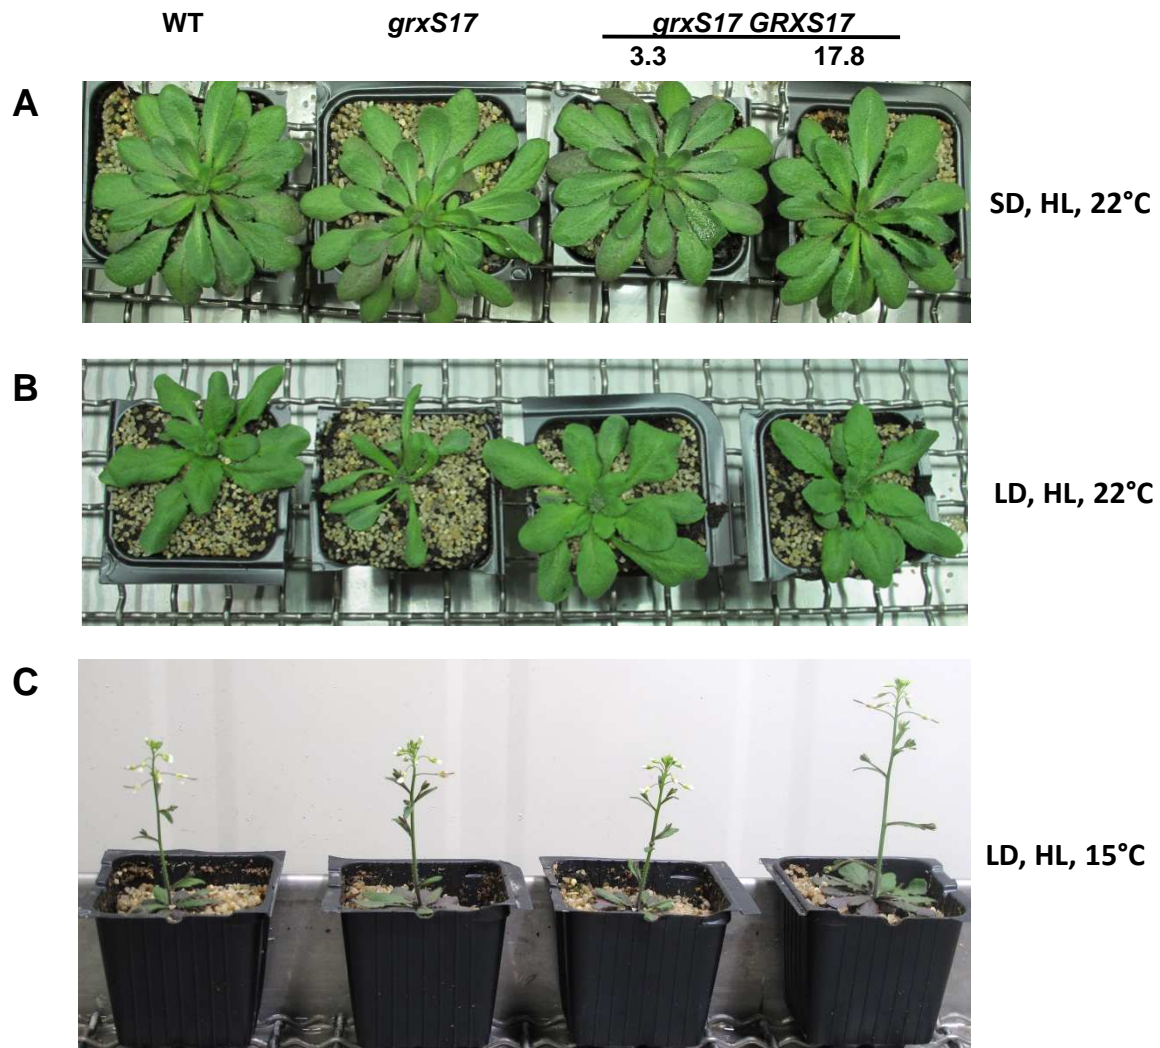 WT grxS17 grxS17 GRXS17
3.3 17.8
A
SD, HL, 22°C
B
LD, HL, 22°C
C
LD, HL, 15°C